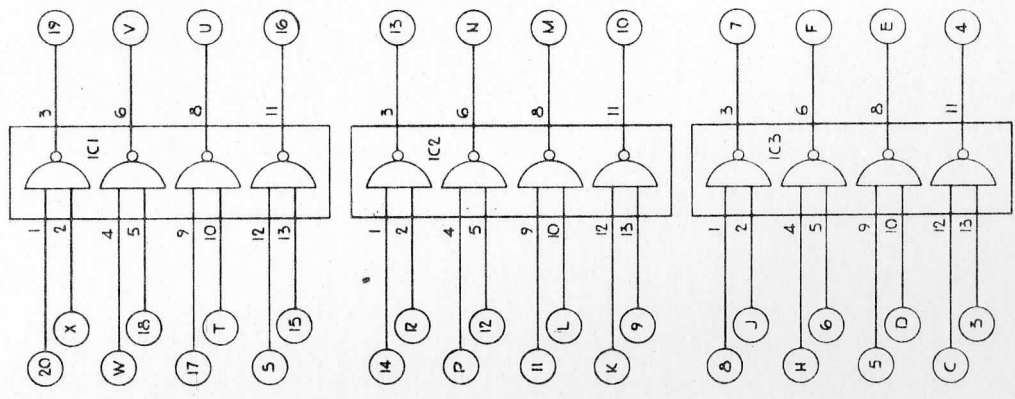 19 V U 16 13 N M 10 7 F E 4
3 6 8 11 3 6 8 11 3 6 8 11
IC1 IC2 IC3
1 2 4 5 9 10 12 13 1 2 4 5 9 10 12 13 1 2 4 5 9 10 12 13
X 18 T 15 R 12 L 9 J 6 D 3
20 W 17 S 14 P 11 K 8 H 5 C